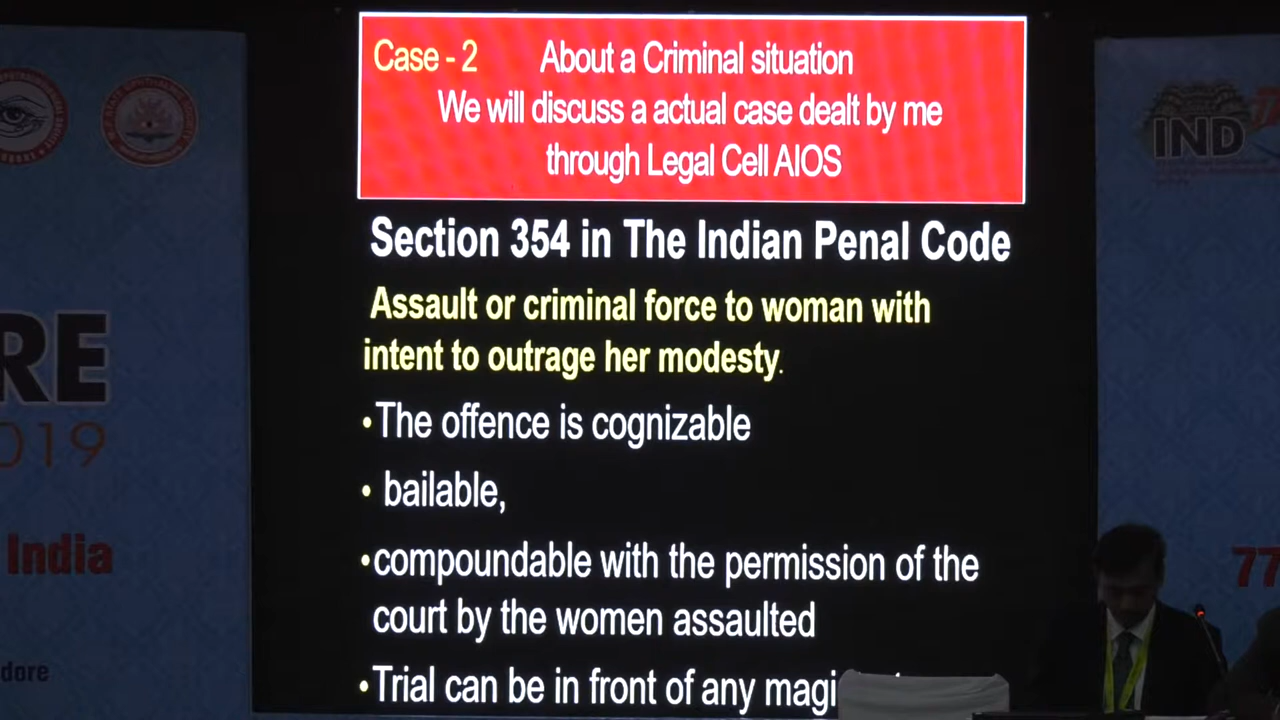 Case - 2 About a Criminal situation
We will discuss a actual case dealt by me
through Legal Cell AIOS
Section 354 in The Indian Penal Code
Assault or criminal force to woman with
intent to outrage her modesty.
•The offence is cognizable
• bailable,
•compoundable with the permission of the
court by the women assaulted
•Trial can be in front of any
RE
019
India
dore
IND
77